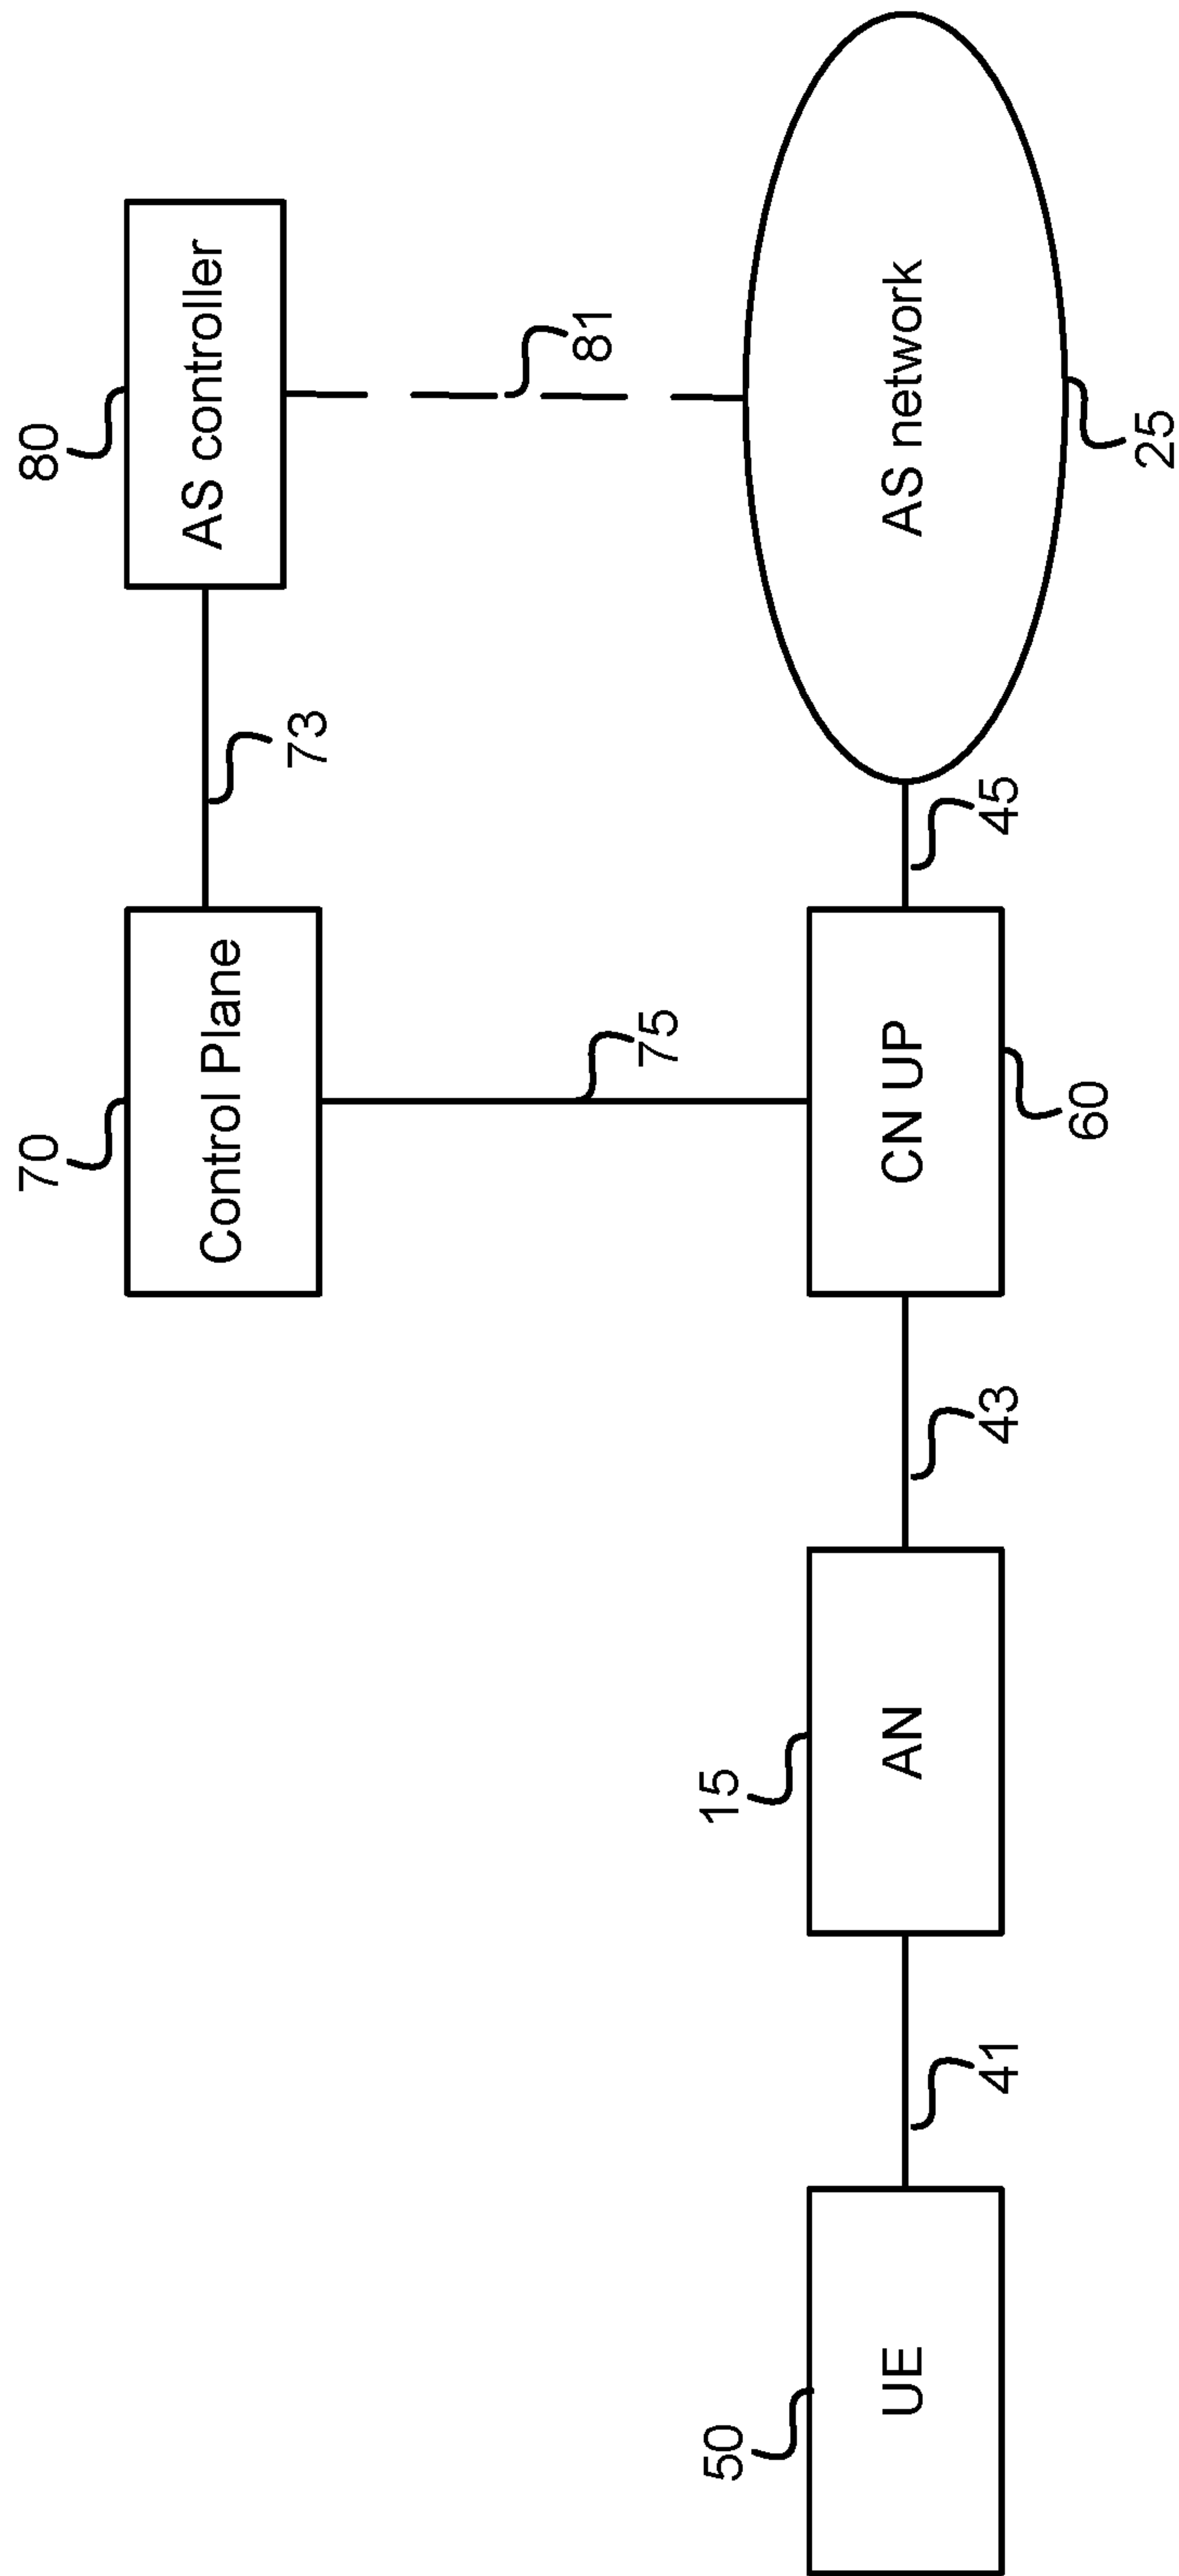 70
Control Plane
73
80
AS controller
75
81
50
UE
41
15
AN
43
CN UP
60
45
AS network
25